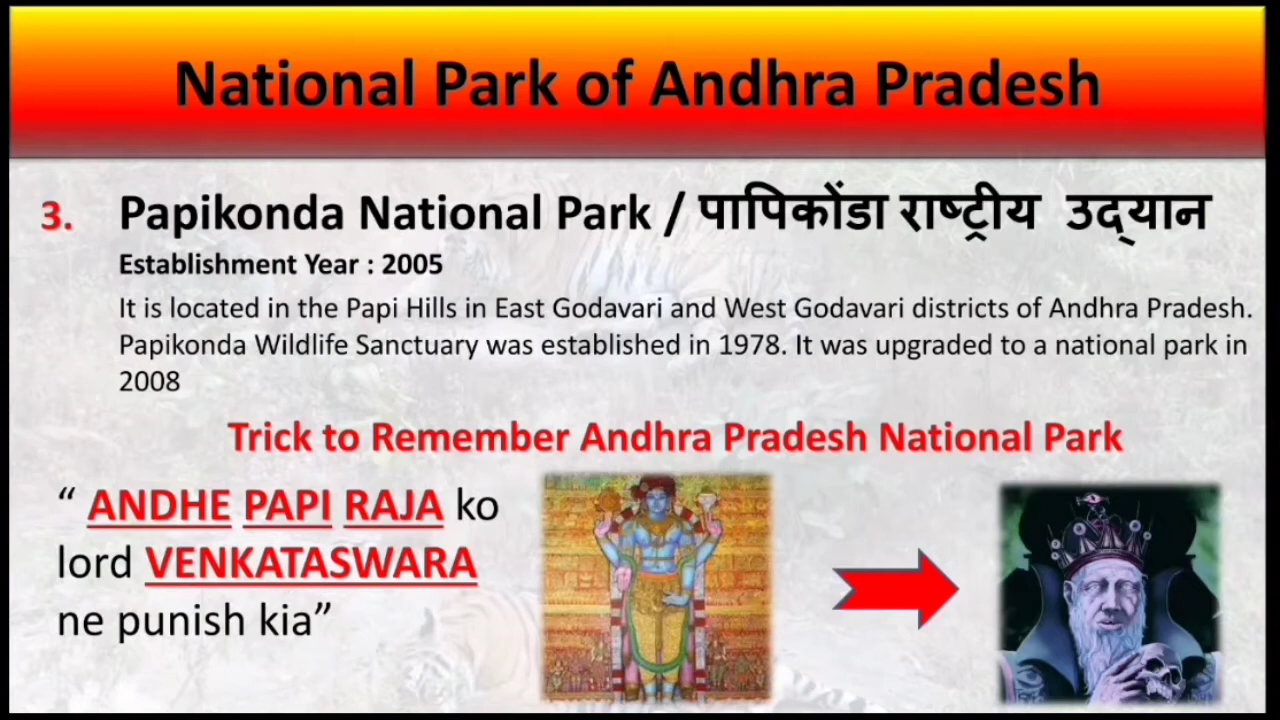 National Park of Andhra Pradesh
3. Papikonda National Park / पापिकोंडा राष्ट्रीय उद्‌यान
Establishment Year : 2005
It is located in the Papi Hills in East Godavari and West Godavari districts of Andhra Pradesh.
Papikonda Wildlife Sanctuary was established in 1978. It was upgraded to a national park in
2008
Trick to Remember Andhra Pradesh National Park
“ ANDHE PAPI RAJA ko
lord VENKATASWARA
ne punish kia”